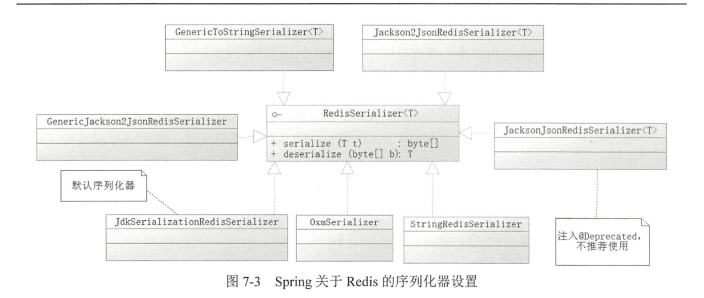 GenericToStringSerializer<T>
Jackson2JsonRedisSerializer<T>
RedisSerializer<T>
+ serialize (T t) : byte[]
+ deserialize (byte[] b): T
GenericJackson2JsonRedisSerializer
JacksonJsonRedisSerializer<T>
默认序列化器
JdkSerializationRedisSerializer
OxmSerializer
StringRedisSerializer
注入@Deprecated,
不推荐使用
图 7-3 Spring 关于 Redis 的序列化器设置